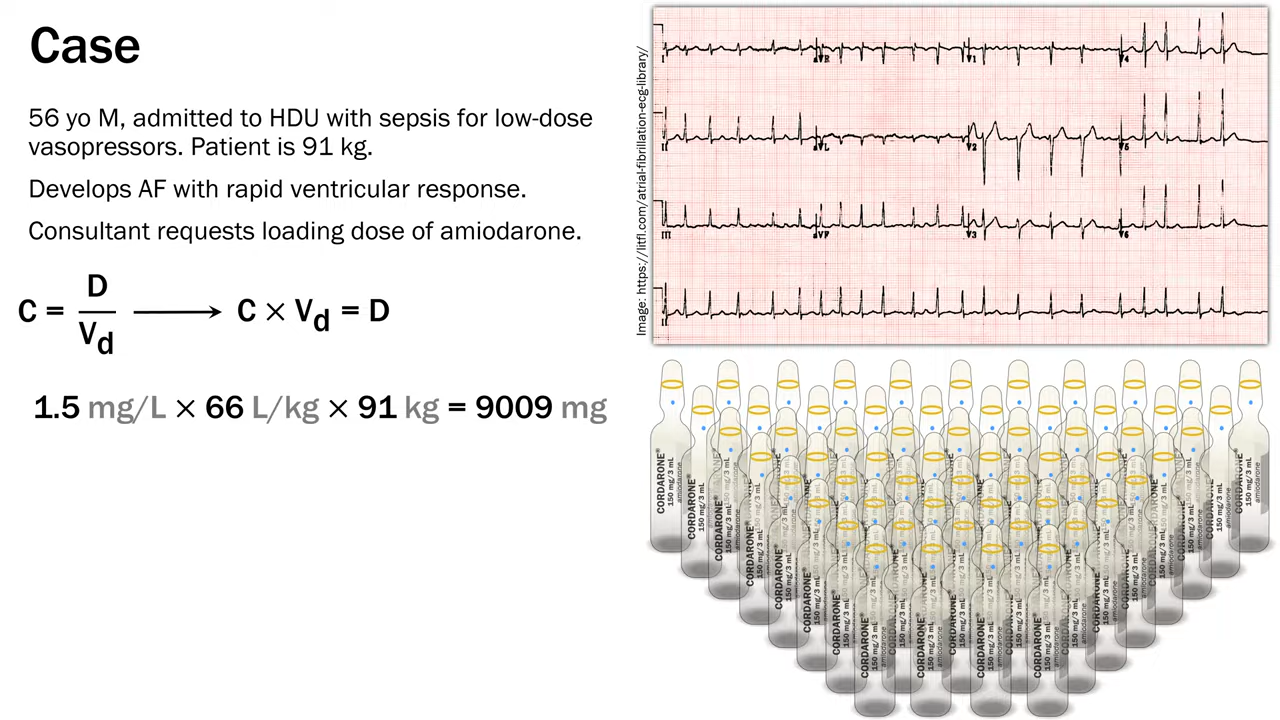 Case
56 yo M, admitted to HDU with sepsis for low-dose
vasopressors. Patient is 91 kg.
Develops AF with rapid ventricular response.
Consultant requests loading dose of amiodarone.
C = D / Vd → C × Vd = D
1.5 mg/L × 66 L/kg × 91 kg = 9009 mg
Image: https://litfl.com/atrial-fibrillation-ecg-library/
I aVR V1 V4
II aVL V2 V5
III aVF V3 V6
II
CORDARONE®
150 mg/3 mL
amiodarone